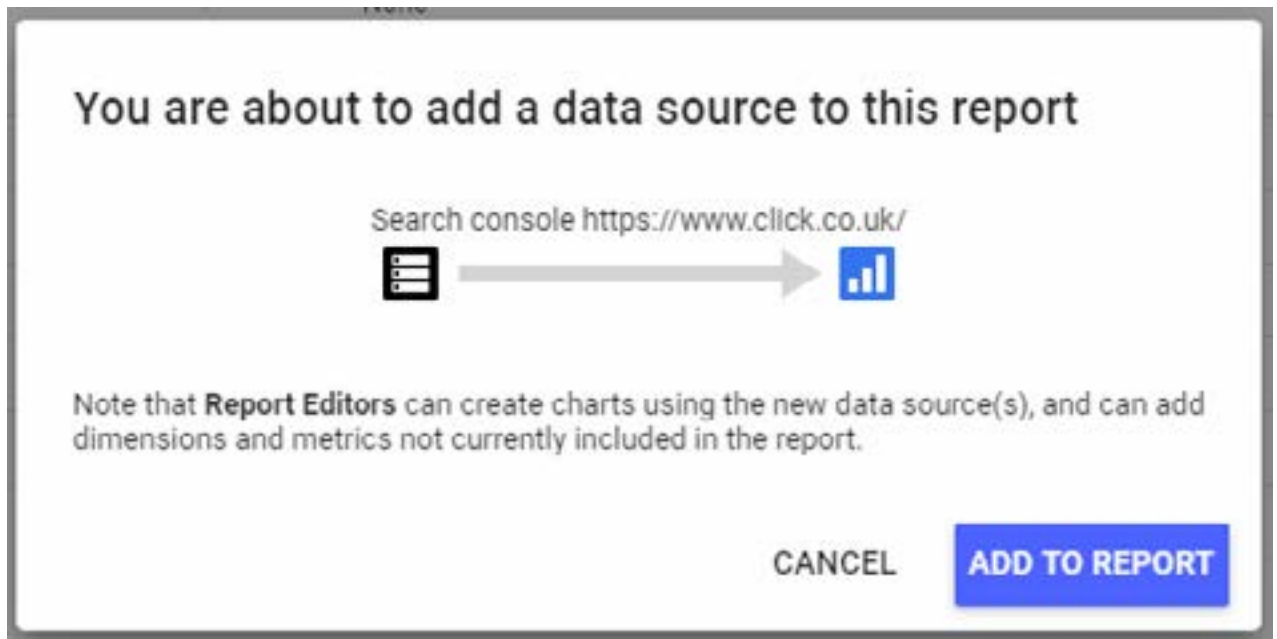 You are about to add a data source to this report
Search console https://www.click.co.uk/
Note that Report Editors can create charts using the new data source(s), and can add
dimensions and metrics not currently included in the report.
CANCEL
ADD TO REPORT